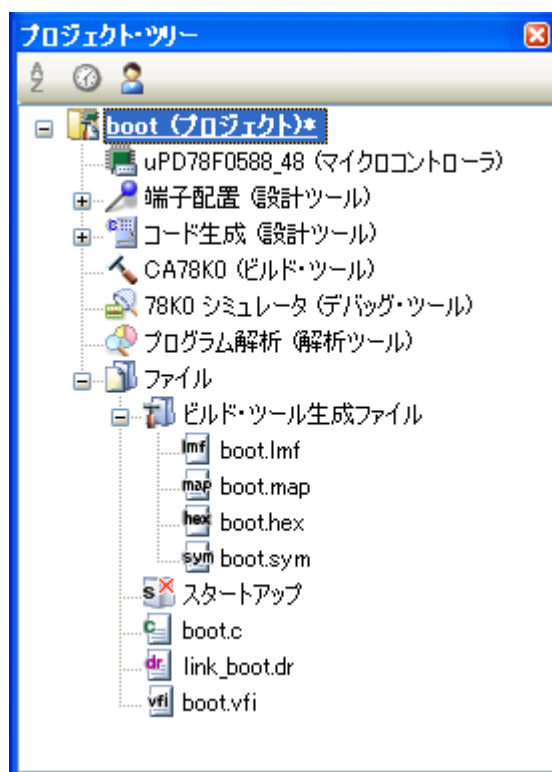 プロジェクト・ツリー
boot (プロジェクト)*
uPD78F0588_48 (マイクロコントローラ)
端子配置 (設計ツール)
コード生成 (設計ツール)
CA78K0 (ビルド・ツール)
78K0 シミュレータ (デバッグ・ツール)
プログラム解析 (解析ツール)
ファイル
ビルド・ツール生成ファイル
lmf boot.lmf
map boot.map
hex boot.hex
sym boot.sym
s スタートアップ
c boot.c
dr link_boot.dr
vfi boot.vfi